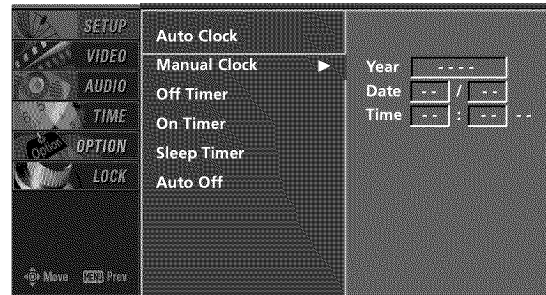 SETUP
VIDEO
AUDIO
TIME
Option OPTION
LOCK
Move MENU Prev
Auto Clock
Manual Clock ►
Off Timer
On Timer
Sleep Timer
Auto Off
Year - - - -
Date - - / - -
Time - - : - - - -